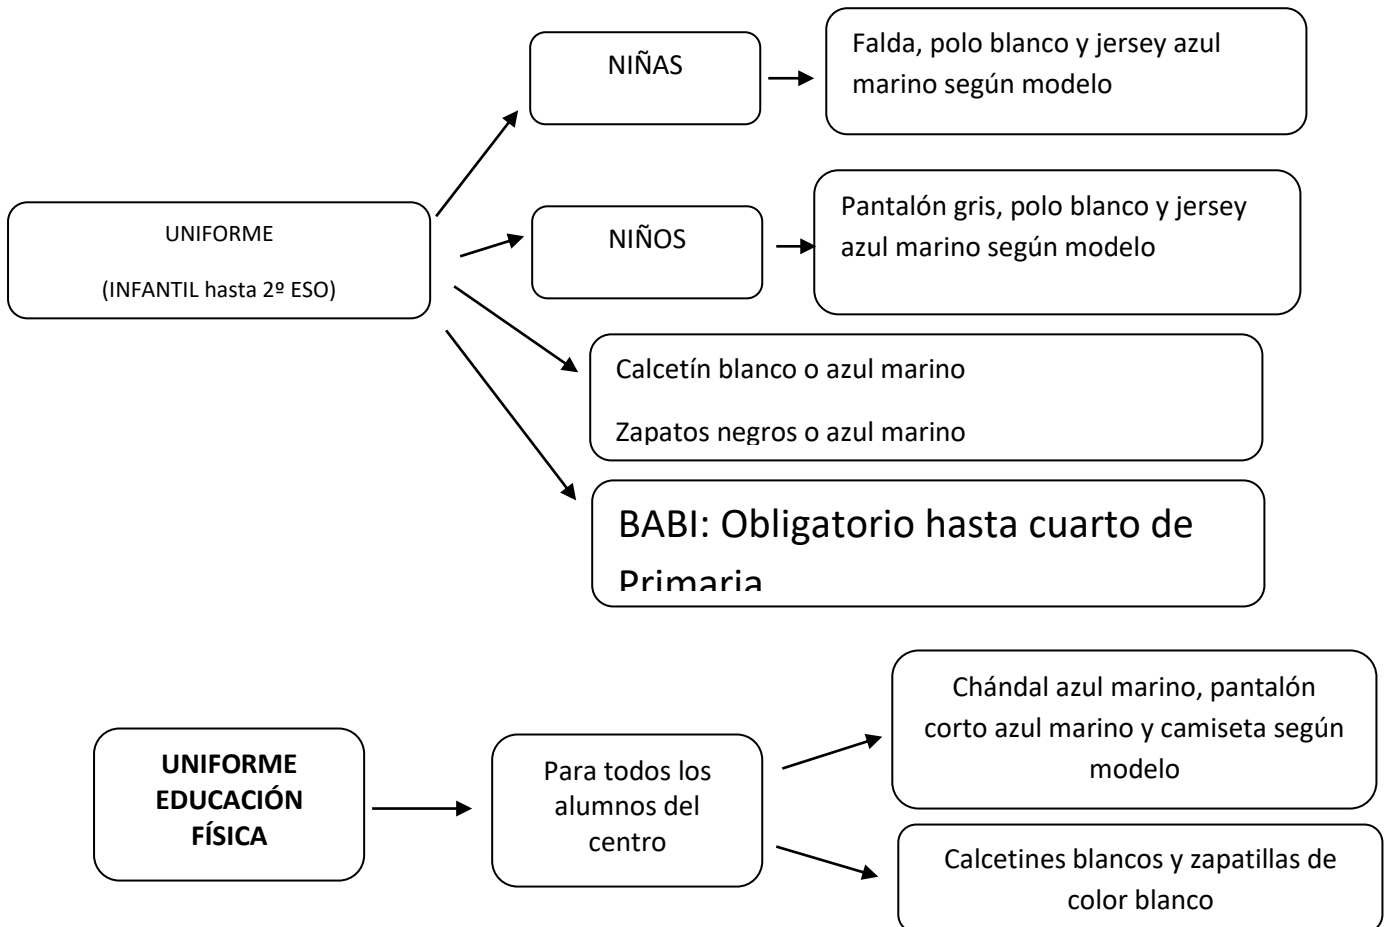 NIÑAS
Falda, polo blanco y jersey azul
marino según modelo
UNIFORME
(INFANTIL hasta 2º ESO)
NIÑOS
Pantalón gris, polo blanco y jersey
azul marino según modelo
Calcetín blanco o azul marino
Zapatos negros o azul marino
BABI: Obligatorio hasta cuarto de
Primaria
UNIFORME
EDUCACIÓN
FÍSICA
Para todos los
alumnos del
centro
Chándal azul marino, pantalón
corto azul marino y camiseta según
modelo
Calcetines blancos y zapatillas de
color blanco